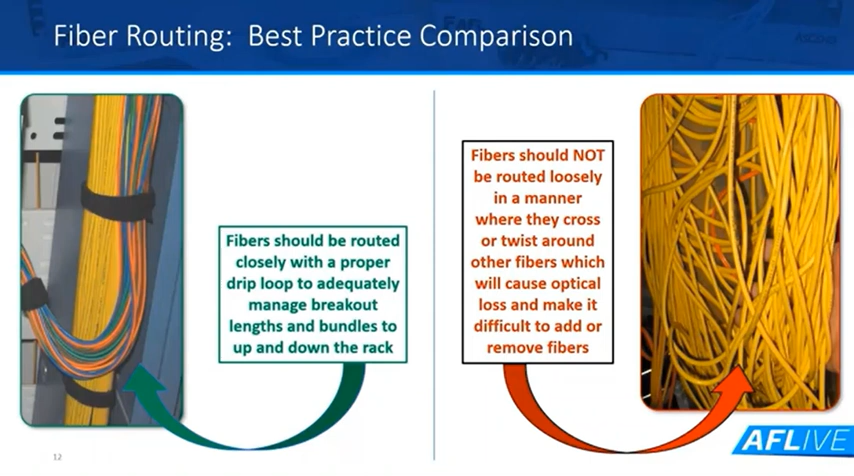 Fiber Routing:  Best Practice Comparison
Fibers should be routed
closely with a proper
drip loop to adequately
manage breakout
lengths and bundles to
up and down the rack
Fibers should NOT
be routed loosely
in a manner
where they cross
or twist around
other fibers which
will cause optical
loss and make it
difficult to add or
remove fibers
12
AFLIVE